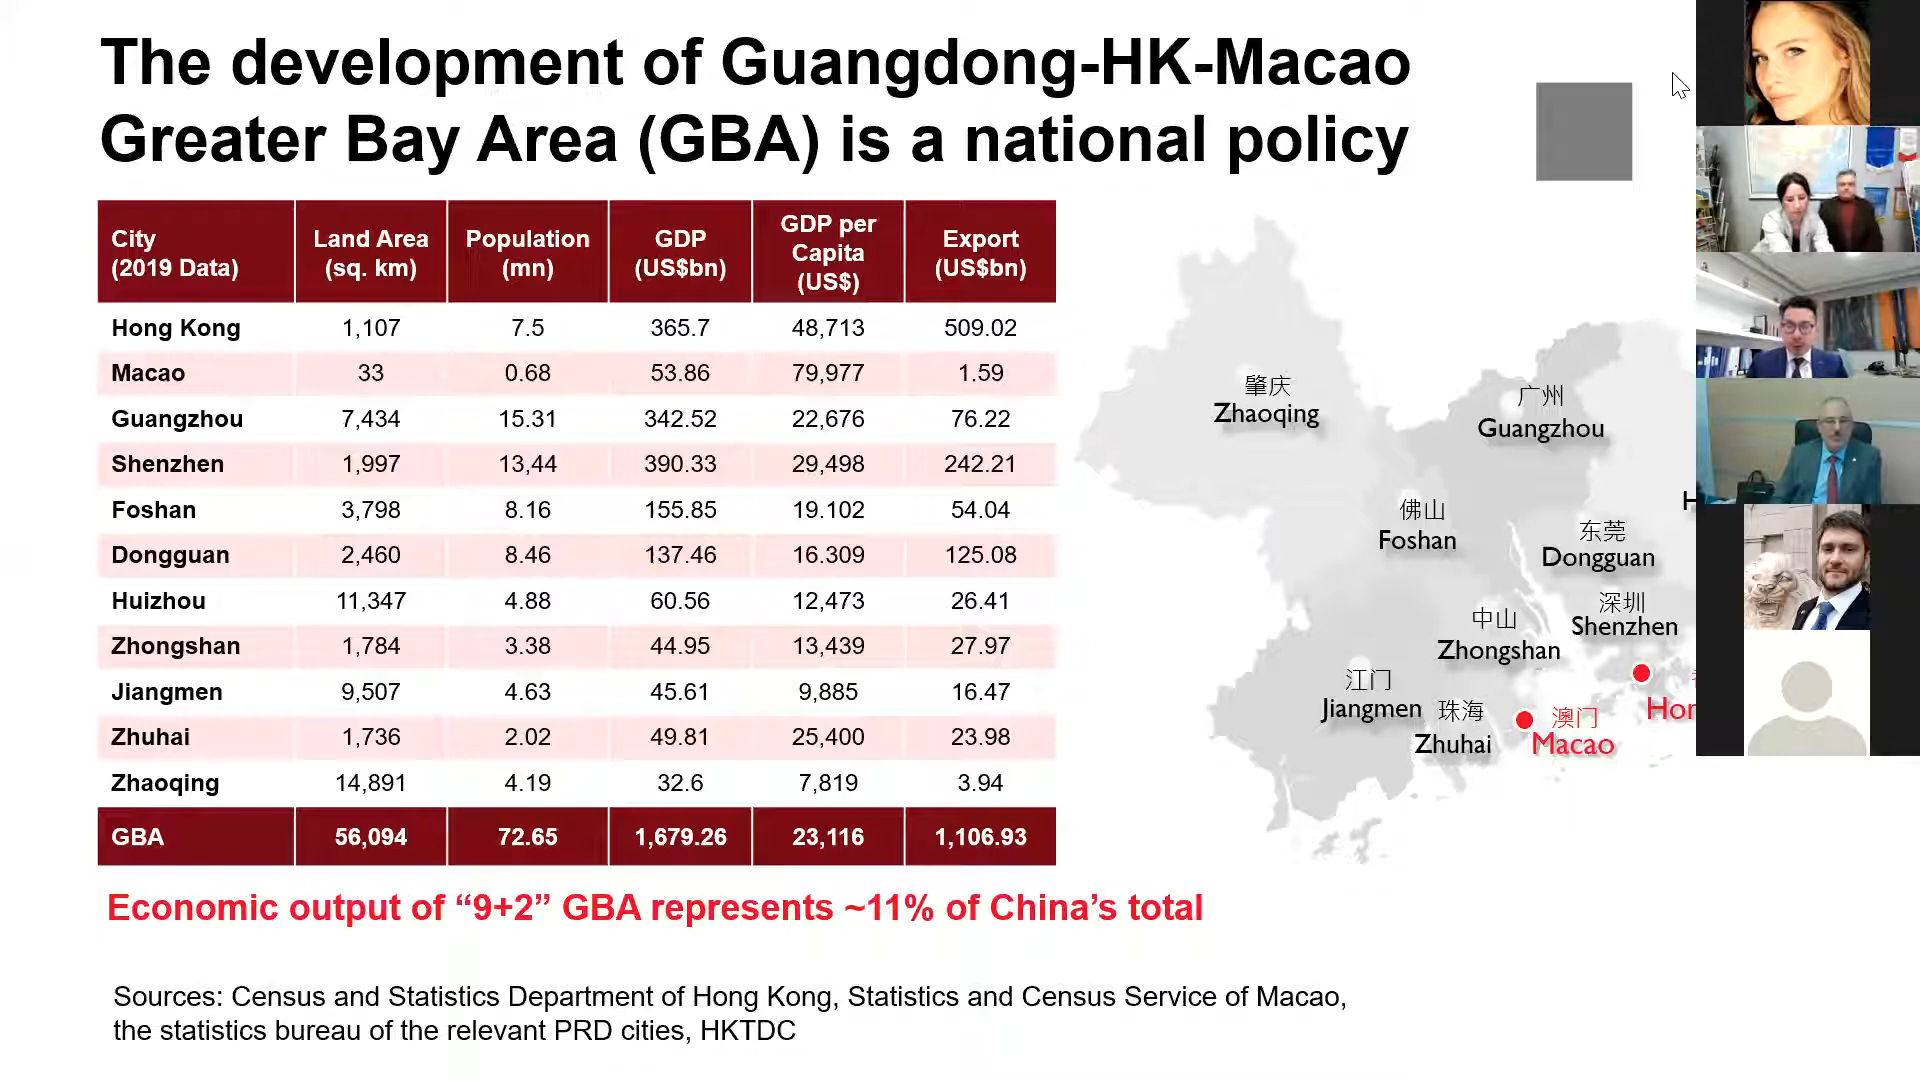 The development of Guangdong-HK-Macao
Greater Bay Area (GBA) is a national policy
City (2019 Data) Land Area (sq. km) Population (mn) GDP (US$bn) GDP per Capita (US$) Export (US$bn)
Hong Kong 1,107 7.5 365.7 48,713 509.02
Macao 33 0.68 53.86 79,977 1.59
Guangzhou 7,434 15.31 342.52 22,676 76.22
Shenzhen 1,997 13,44 390.33 29,498 242.21
Foshan 3,798 8.16 155.85 19.102 54.04
Dongguan 2,460 8.46 137.46 16.309 125.08
Huizhou 11,347 4.88 60.56 12,473 26.41
Zhongshan 1,784 3.38 44.95 13,439 27.97
Jiangmen 9,507 4.63 45.61 9,885 16.47
Zhuhai 1,736 2.02 49.81 25,400 23.98
Zhaoqing 14,891 4.19 32.6 7,819 3.94
GBA 56,094 72.65 1,679.26 23,116 1,106.93
肇庆
Zhaoqing
广州
Guangzhou
佛山
Foshan
东莞
Dongguan
深圳
Shenzhen
中山
Zhongshan
江门
Jiangmen
珠海
Zhuhai
澳门
Macao
Hor
Economic output of “9+2” GBA represents ~11% of China’s total
Sources: Census and Statistics Department of Hong Kong, Statistics and Census Service of Macao,
the statistics bureau of the relevant PRD cities, HKTDC